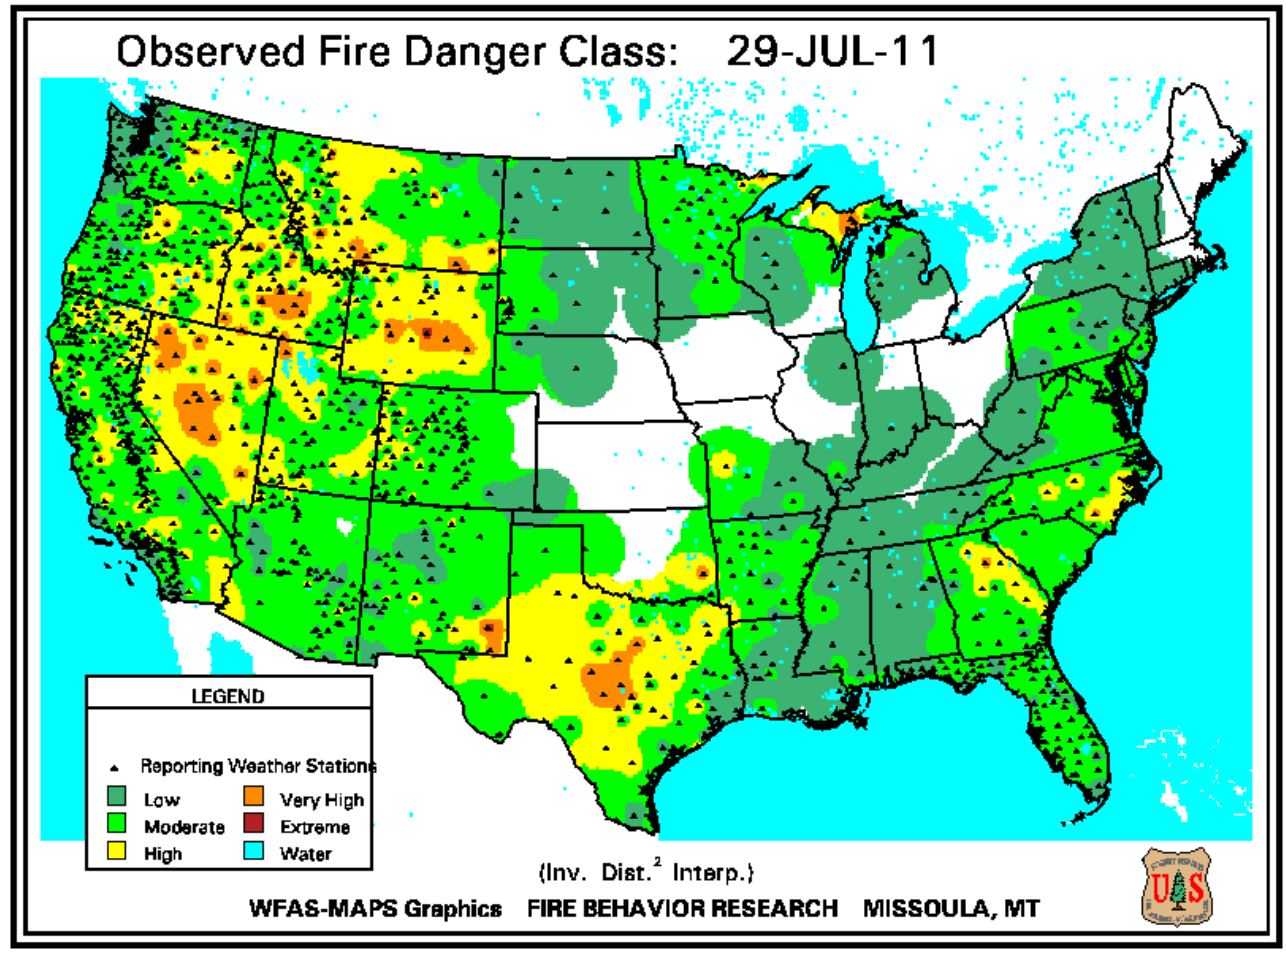 Observed Fire Danger Class: 29-JUL-11
LEGEND
Reporting Weather Stations
Low
Very High
Moderate
Extreme
High
Water
(Inv. Dist.² Interp.)
WFAS-MAPS Graphics FIRE BEHAVIOR RESEARCH MISSOULA, MT
U S